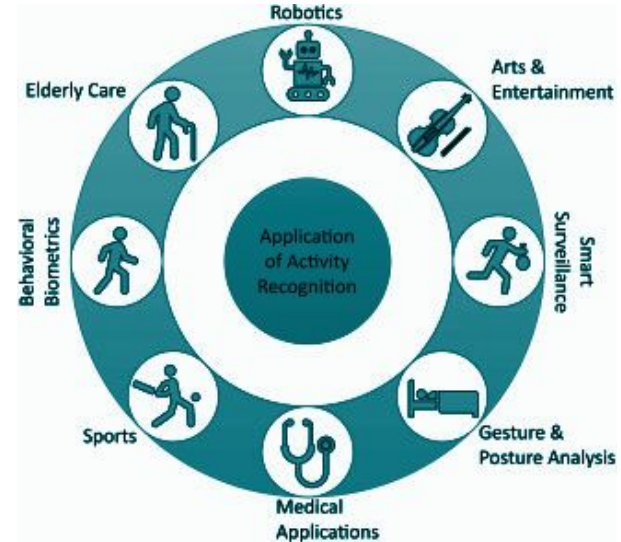 Robotics
Arts &
Entertainment
Smart
Surveillance
Gesture &
Posture Analysis
Medical
Applications
Sports
Behavioral
Biometrics
Elderly Care
Application
of Activity
Recognition